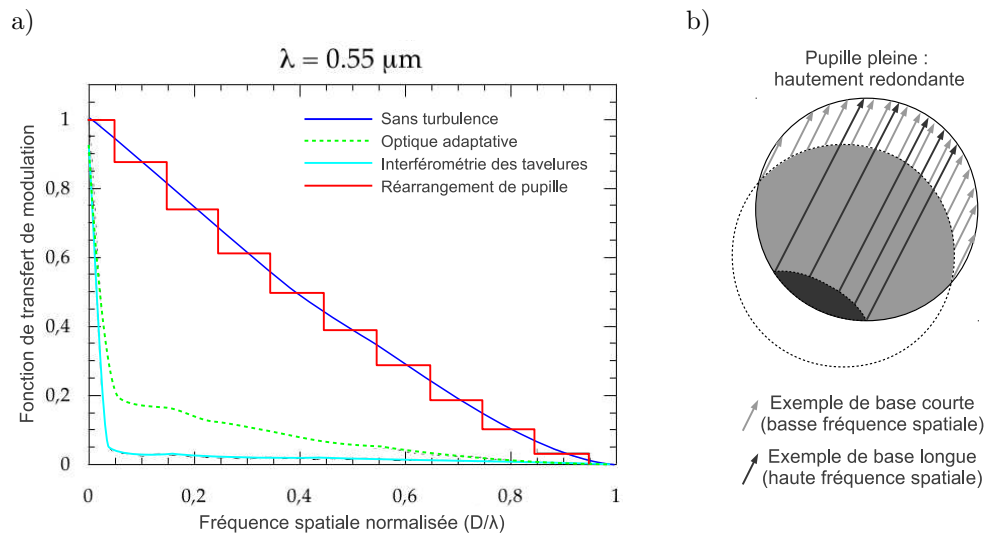 a)
λ = 0.55 µm
Sans turbulence
Optique adaptative
Interférométrie des tavelures
Réarrangement de pupille
Fonction de transfert de modulation
1
0,8
0,6
0,4
0,2
0
0
0,2
0,4
0,6
0,8
1
Fréquence spatiale normalisée (D/λ)
b)
Pupille pleine :
hautement redondante
Exemple de base courte
(basse fréquence spatiale)
Exemple de base longue
(haute fréquence spatiale)